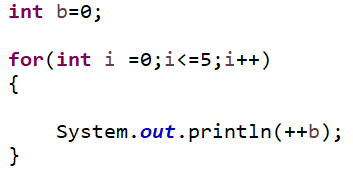 int b=0;
for(int i =0;i<=5;i++)
{
System.out.println(++b);
}